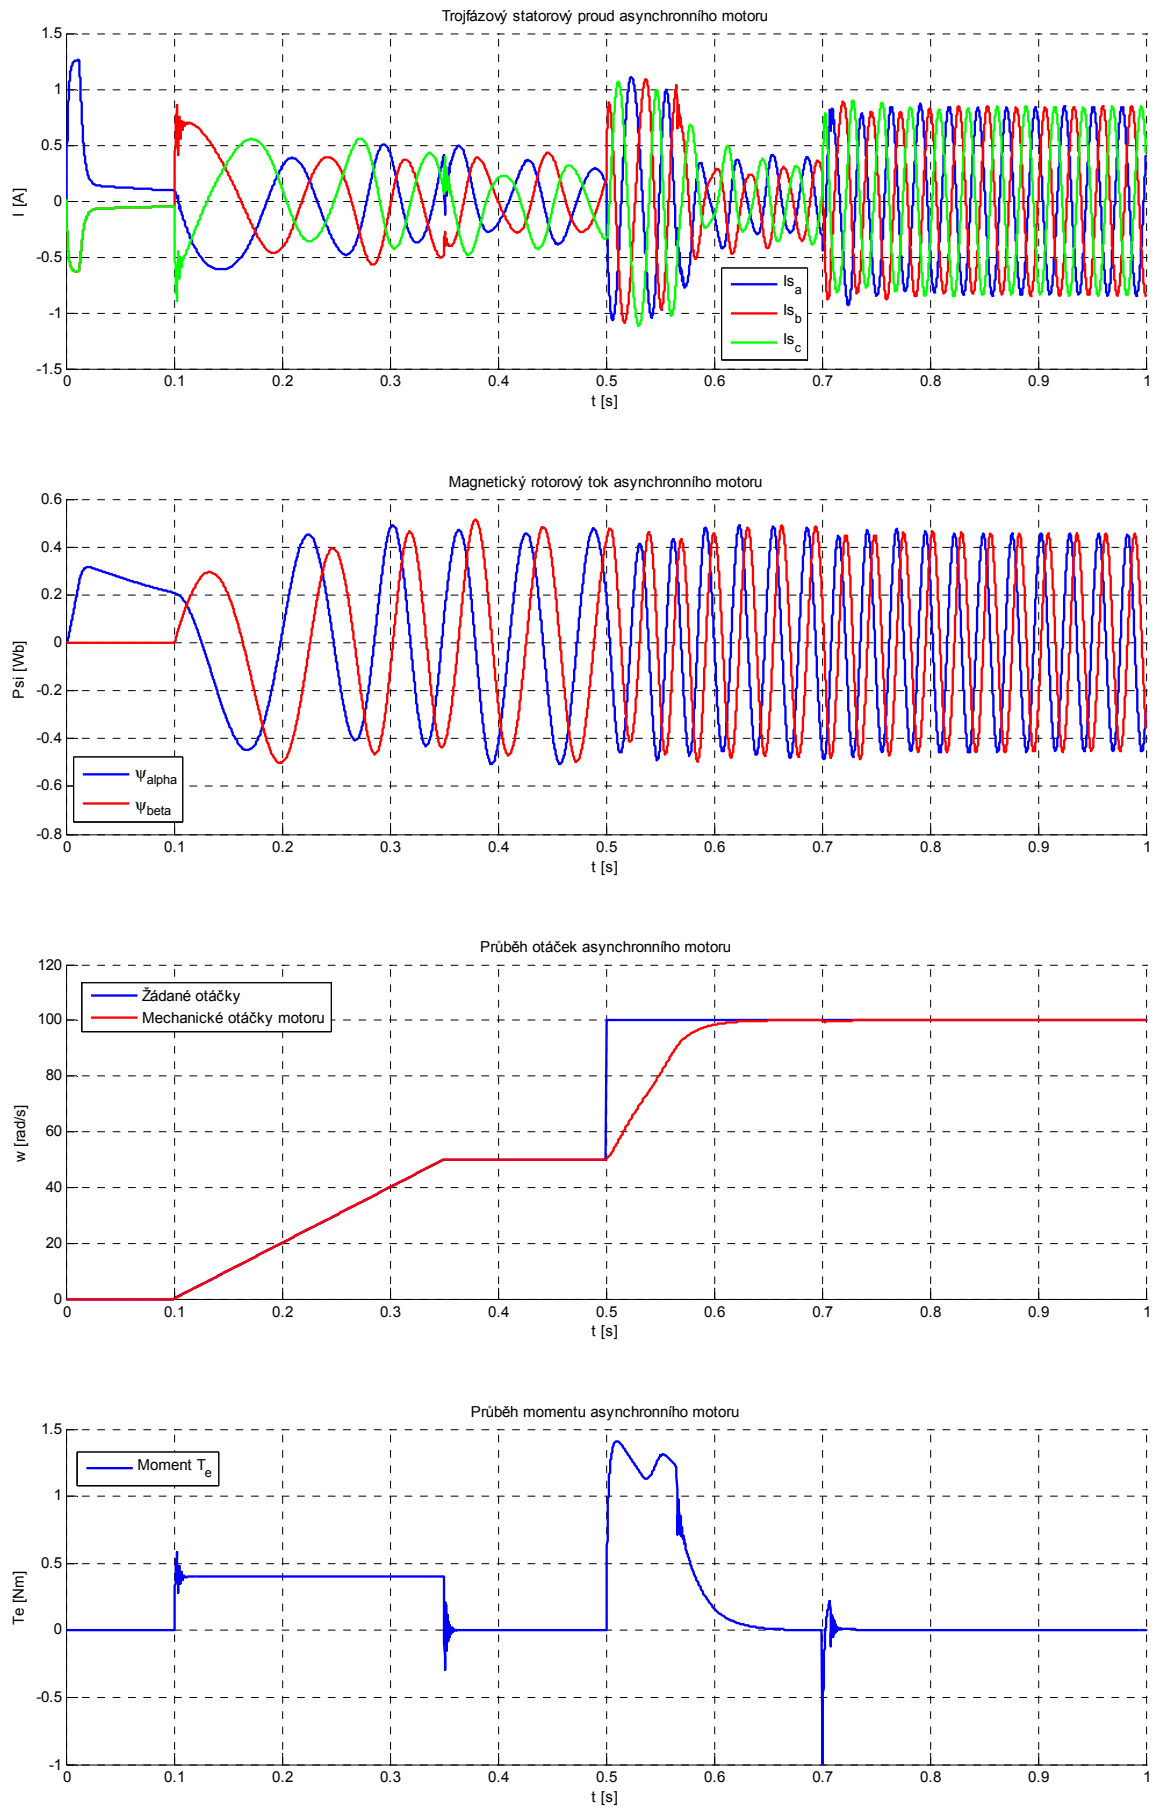 Trojfázový statorový proud asynchronního motoru
1.5
1
0.5
0
-0.5
-1
-1.5
I [A]
Is_a
Is_b
Is_c
0 0.1 0.2 0.3 0.4 0.5 0.6 0.7 0.8 0.9 1
t [s]
Magnetický rotorový tok asynchronního motoru
0.6
0.4
0.2
0
-0.2
-0.4
-0.6
-0.8
Psi [Wb]
ψ_alpha
ψ_beta
0 0.1 0.2 0.3 0.4 0.5 0.6 0.7 0.8 0.9 1
t [s]
Průběh otáček asynchronního motoru
120
100
80
60
40
20
0
w [rad/s]
Žádané otáčky
Mechanické otáčky motoru
0 0.1 0.2 0.3 0.4 0.5 0.6 0.7 0.8 0.9 1
t [s]
Průběh momentu asynchronního motoru
1.5
1
0.5
0
-0.5
-1
Te [Nm]
Moment T_e
0 0.1 0.2 0.3 0.4 0.5 0.6 0.7 0.8 0.9 1
t [s]